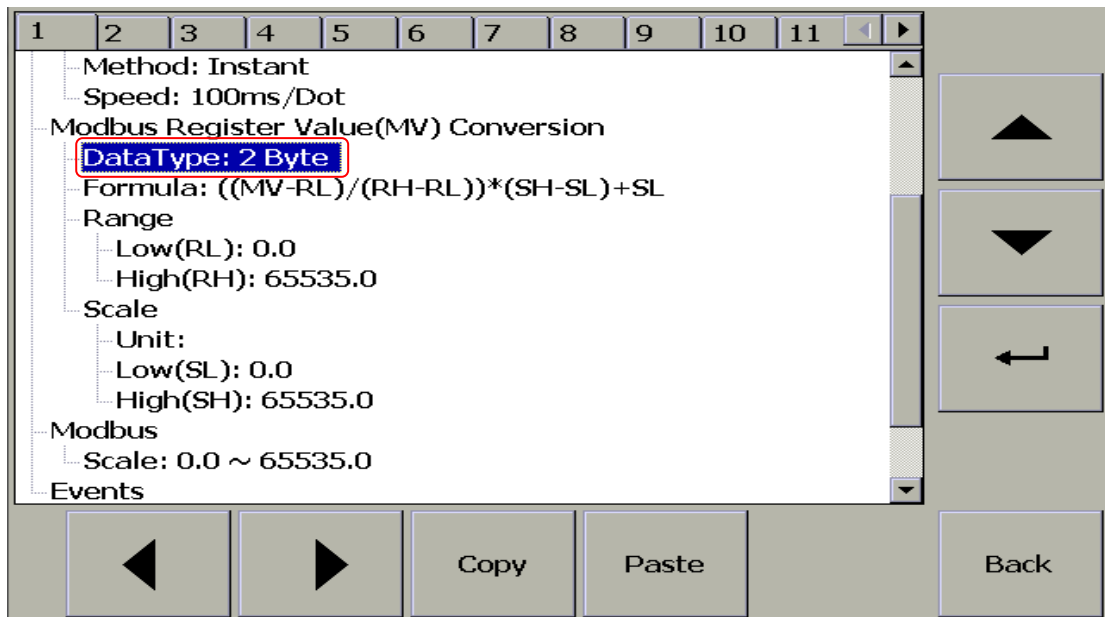 1 2 3 4 5 6 7 8 9 10 11
Method: Instant
Speed: 100ms/Dot
Modbus Register Value(MV) Conversion
DataType: 2 Byte
Formula: ((MV-RL)/(RH-RL))*(SH-SL)+SL
Range
Low(RL): 0.0
High(RH): 65535.0
Scale
Unit:
Low(SL): 0.0
High(SH): 65535.0
Modbus
Scale: 0.0 ~ 65535.0
Events
Copy Paste Back